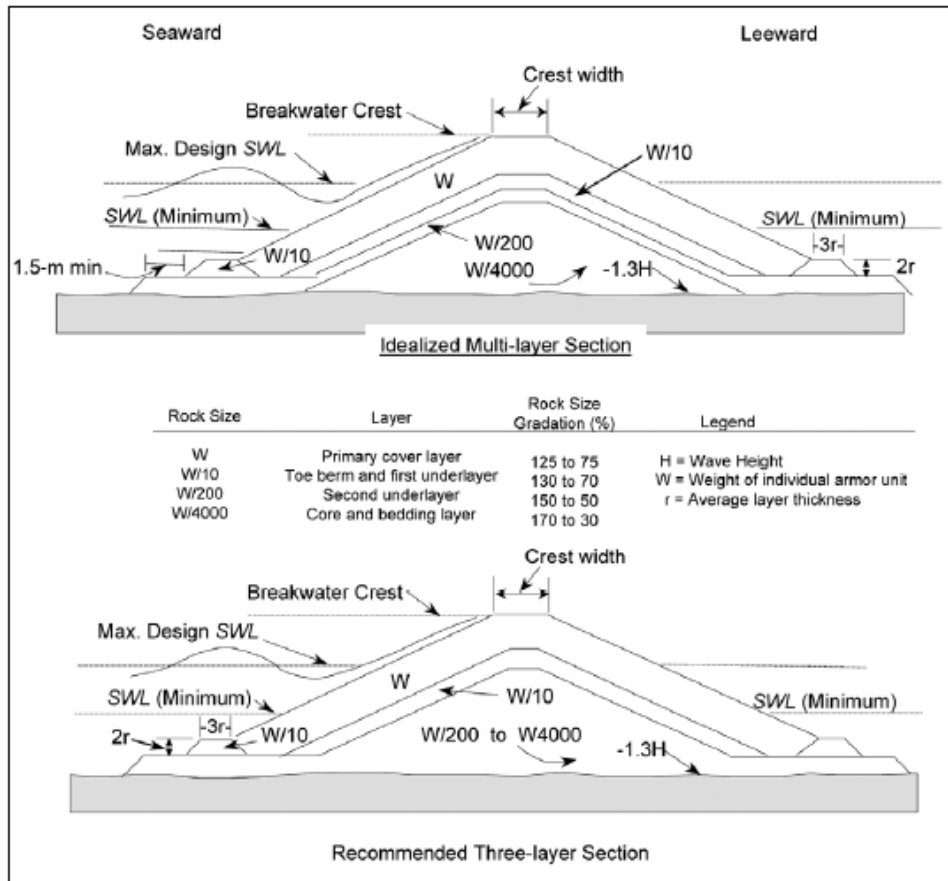 Seaward Leeward
Crest width
Breakwater Crest
Max. Design SWL
W/10
W
SWL (Minimum) SWL (Minimum)
-3r-
W/10
W/200
1.5-m min
W/4000
-1.3H
2r
Idealized Multi-layer Section
Rock Size Layer Rock Size Gradation (%) Legend
W Primary cover layer 125 to 75 H = Wave Height
W/10 Toe berm and first underlayer 130 to 70 W = Weight of individual armor unit
W/200 Second underlayer 150 to 50 r = Average layer thickness
W/4000 Core and bedding layer 170 to 30
Crest width
Breakwater Crest
Max. Design SWL
W
SWL (Minimum) W/10 SWL (Minimum)
-3r-
2r W/10
W/200 to W4000
-1.3H
Recommended Three-layer Section